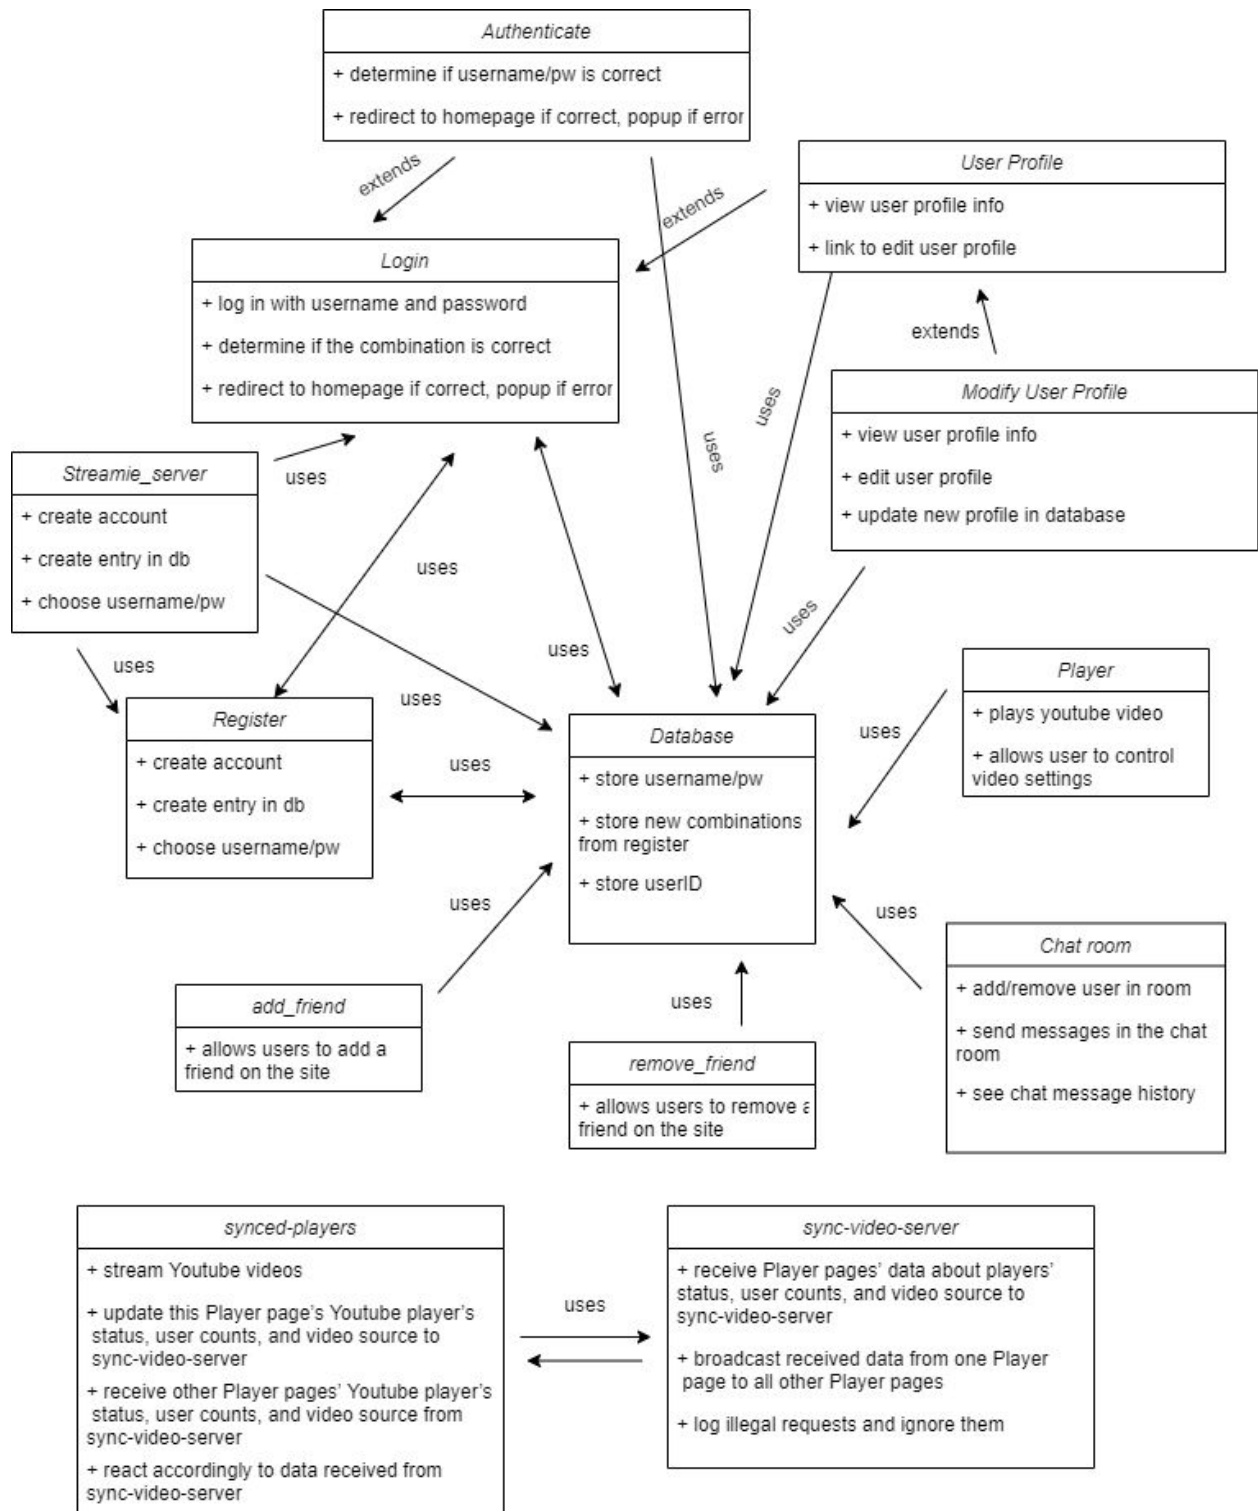 Authenticate
+ determine if username/pw is correct
+ redirect to homepage if correct, popup if error
extends
User Profile
+ view user profile info
+ link to edit user profile
extends
Login
+ log in with username and password
+ determine if the combination is correct
+ redirect to homepage if correct, popup if error
extends
Modify User Profile
+ view user profile info
+ edit user profile
+ update new profile in database
uses
uses
Streamie_server
+ create account
+ create entry in db
+ choose username/pw
uses
uses
uses
uses
uses
uses
Register
+ create account
+ create entry in db
+ choose username/pw
uses
uses
Database
+ store username/pw
+ store new combinations
from register
+ store userID
Player
+ plays youtube video
+ allows user to control
video settings
uses
uses
uses
Chat room
+ add/remove user in room
+ send messages in the chat
room
+ see chat message history
add_friend
+ allows users to add a
friend on the site
uses
remove_friend
+ allows users to remove a
friend on the site
synced-players
+ stream Youtube videos
+ update this Player page's Youtube player's
status, user counts, and video source to
sync-video-server
+ receive other Player pages' Youtube player's
status, user counts, and video source from
sync-video-server
+ react accordingly to data received from
sync-video-server
uses
sync-video-server
+ receive Player pages' data about players'
status, user counts, and video source to
sync-video-server
+ broadcast received data from one Player
page to all other Player pages
+ log illegal requests and ignore them